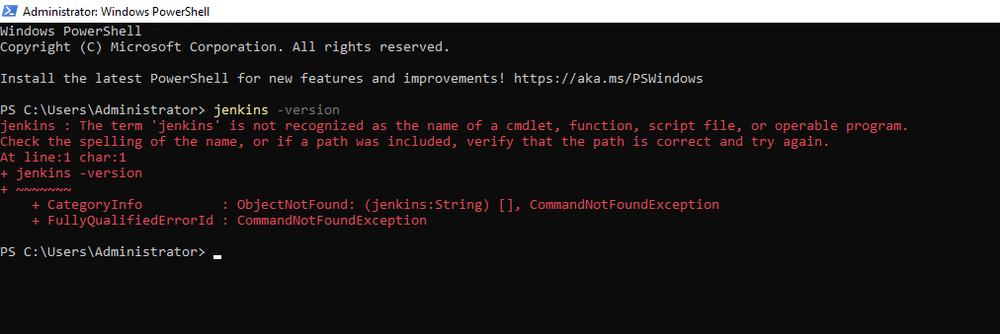 Administrator: Windows PowerShell
Windows PowerShell
Copyright (C) Microsoft Corporation. All rights reserved.
Install the latest PowerShell for new features and improvements! https://aka.ms/PSWindows
PS C:\Users\Administrator> jenkins -version
jenkins : The term 'jenkins' is not recognized as the name of a cmdlet, function, script file, or operable program.
Check the spelling of the name, or if a path was included, verify that the path is correct and try again.
At line:1 char:1
+ jenkins -version
+ ~~~~~~~
    + CategoryInfo          : ObjectNotFound: (jenkins:String) [], CommandNotFoundException
    + FullyQualifiedErrorId : CommandNotFoundException
PS C:\Users\Administrator>